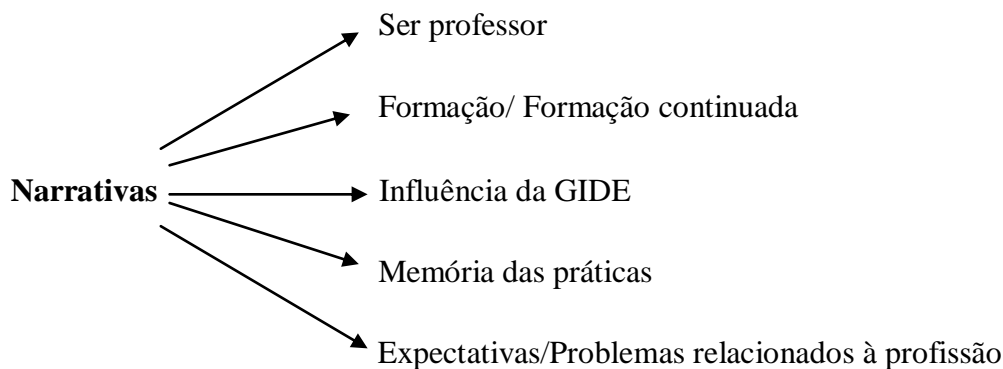 Ser professor
Formação/ Formação continuada
Narrativas
Influência da GIDE
Memória das práticas
Expectativas/Problemas relacionados à profissão